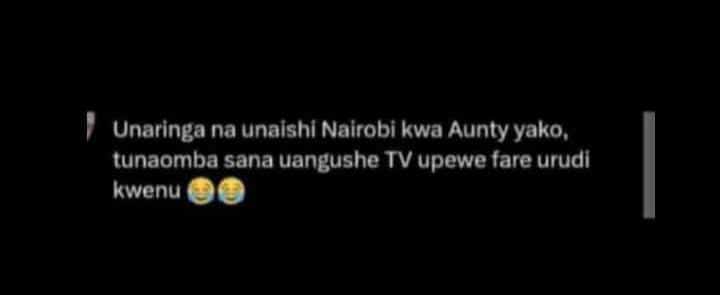 Unaringa na unaishi Nairobi kwa Aunty yako,
tunaomba sana uangushe TV upewe fare urudi
kwenu 😂😂